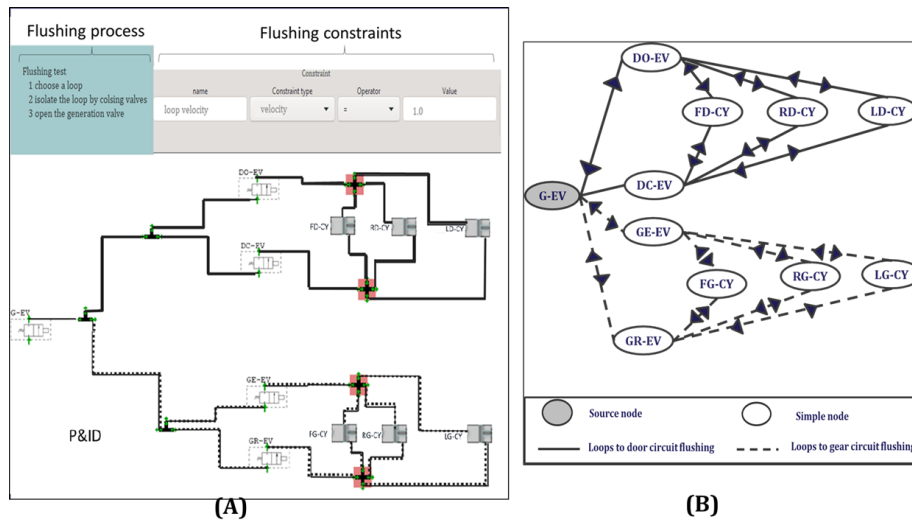 Flushing process
Flushing constraints
Flushing test
1 choose a loop
2 isolate the loop by colsing valves
3 open the generation valve
Constraint
name
Constraint type
Operator
Value
loop velocity
velocity
=
1.0
DO-EV
FD-CY
RD-CY
LD-CY
DC-EV
G-EV
GE-EV
FG-CY
RG-CY
LG-CY
GR-EV
P&ID
(A)
DO-EV
FD-CY
RD-CY
LD-CY
DC-EV
G-EV
GE-EV
FG-CY
RG-CY
LG-CY
GR-EV
Source node
Simple node
Loops to door circuit flushing
Loops to gear circuit flushing
(B)